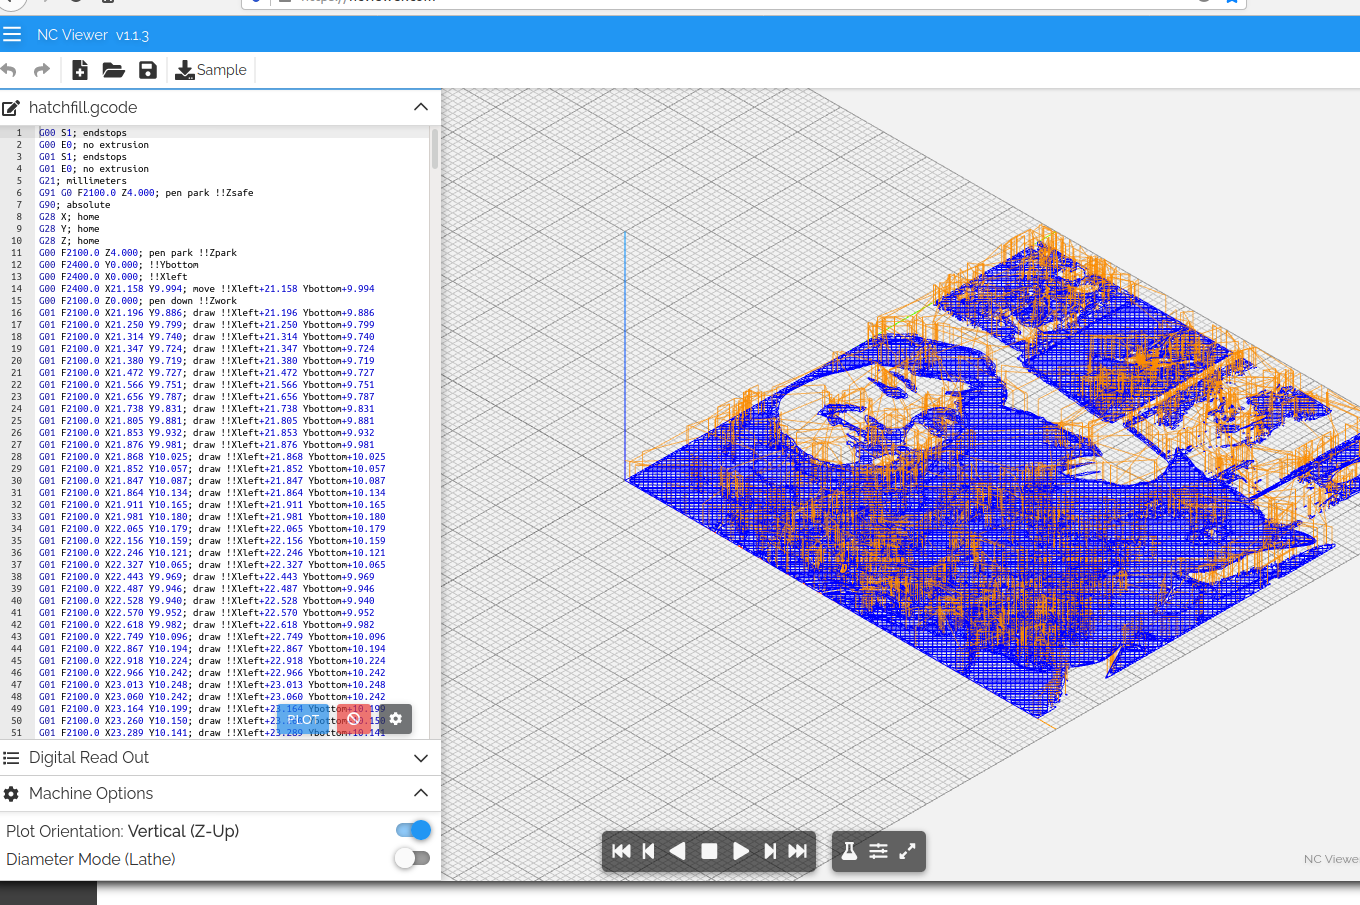 NC Viewer v1.1.3
Sample
hatchfill.gcode
1 G00 S1; endstops
2 G00 E0; no extrusion
3 G01 S1; endstops
4 G01 E0; no extrusion
5 G21; millimeters
6 G91 G0 F2100.0 Z4.000; pen park !!Zsafe
7 G90; absolute
8 G28 X; home
9 G28 Y; home
10 G28 Z; home
11 G00 F2100.0 Z4.000; pen park !!Zpark
12 G00 F2400.0 Y0.000; !!Ybottom
13 G00 F2400.0 X0.000; !!Xleft
14 G00 F2400.0 X21.158 Y9.994; move !!Xleft+21.158 Ybottom+9.994
15 G00 F2100.0 Z0.000; pen down !!Zwork
16 G01 F2100.0 X21.196 Y9.886; draw !!Xleft+21.196 Ybottom+9.886
17 G01 F2100.0 X21.250 Y9.799; draw !!Xleft+21.250 Ybottom+9.799
18 G01 F2100.0 X21.314 Y9.740; draw !!Xleft+21.314 Ybottom+9.740
19 G01 F2100.0 X21.347 Y9.724; draw !!Xleft+21.347 Ybottom+9.724
20 G01 F2100.0 X21.380 Y9.719; draw !!Xleft+21.380 Ybottom+9.719
21 G01 F2100.0 X21.472 Y9.727; draw !!Xleft+21.472 Ybottom+9.727
22 G01 F2100.0 X21.566 Y9.751; draw !!Xleft+21.566 Ybottom+9.751
23 G01 F2100.0 X21.656 Y9.787; draw !!Xleft+21.656 Ybottom+9.787
24 G01 F2100.0 X21.738 Y9.831; draw !!Xleft+21.738 Ybottom+9.831
25 G01 F2100.0 X21.805 Y9.881; draw !!Xleft+21.805 Ybottom+9.881
26 G01 F2100.0 X21.853 Y9.932; draw !!Xleft+21.853 Ybottom+9.932
27 G01 F2100.0 X21.876 Y9.981; draw !!Xleft+21.876 Ybottom+9.981
28 G01 F2100.0 X21.868 Y10.025; draw !!Xleft+21.868 Ybottom+10.025
29 G01 F2100.0 X21.852 Y10.057; draw !!Xleft+21.852 Ybottom+10.057
30 G01 F2100.0 X21.847 Y10.087; draw !!Xleft+21.847 Ybottom+10.087
31 G01 F2100.0 X21.864 Y10.134; draw !!Xleft+21.864 Ybottom+10.134
32 G01 F2100.0 X21.911 Y10.165; draw !!Xleft+21.911 Ybottom+10.165
33 G01 F2100.0 X21.981 Y10.180; draw !!Xleft+21.981 Ybottom+10.180
34 G01 F2100.0 X22.065 Y10.179; draw !!Xleft+22.065 Ybottom+10.179
35 G01 F2100.0 X22.156 Y10.159; draw !!Xleft+22.156 Ybottom+10.159
36 G01 F2100.0 X22.246 Y10.121; draw !!Xleft+22.246 Ybottom+10.121
37 G01 F2100.0 X22.327 Y10.065; draw !!Xleft+22.327 Ybottom+10.065
38 G01 F2100.0 X22.443 Y9.969; draw !!Xleft+22.443 Ybottom+9.969
39 G01 F2100.0 X22.487 Y9.946; draw !!Xleft+22.487 Ybottom+9.946
40 G01 F2100.0 X22.528 Y9.940; draw !!Xleft+22.528 Ybottom+9.940
41 G01 F2100.0 X22.570 Y9.952; draw !!Xleft+22.570 Ybottom+9.952
42 G01 F2100.0 X22.618 Y9.982; draw !!Xleft+22.618 Ybottom+9.982
43 G01 F2100.0 X22.749 Y10.096; draw !!Xleft+22.749 Ybottom+10.096
44 G01 F2100.0 X22.867 Y10.194; draw !!Xleft+22.867 Ybottom+10.194
45 G01 F2100.0 X22.918 Y10.224; draw !!Xleft+22.918 Ybottom+10.224
46 G01 F2100.0 X22.966 Y10.242; draw !!Xleft+22.966 Ybottom+10.242
47 G01 F2100.0 X23.013 Y10.248; draw !!Xleft+23.013 Ybottom+10.248
48 G01 F2100.0 X23.060 Y10.242; draw !!Xleft+23.060 Ybottom+10.242
49 G01 F2100.0 X23.164 Y10.199; draw !!Xleft+23.164 Ybottom+10.199
50 G01 F2100.0 X23.260 Y10.150; draw !!Xleft+23.260 Ybottom+10.150
51 G01 F2100.0 X23.289 Y10.141; draw !!Xleft+23.289 Ybottom+10.141
PLOT
Digital Read Out
Machine Options
Plot Orientation: Vertical (Z-Up)
Diameter Mode (Lathe)
NC Viewe